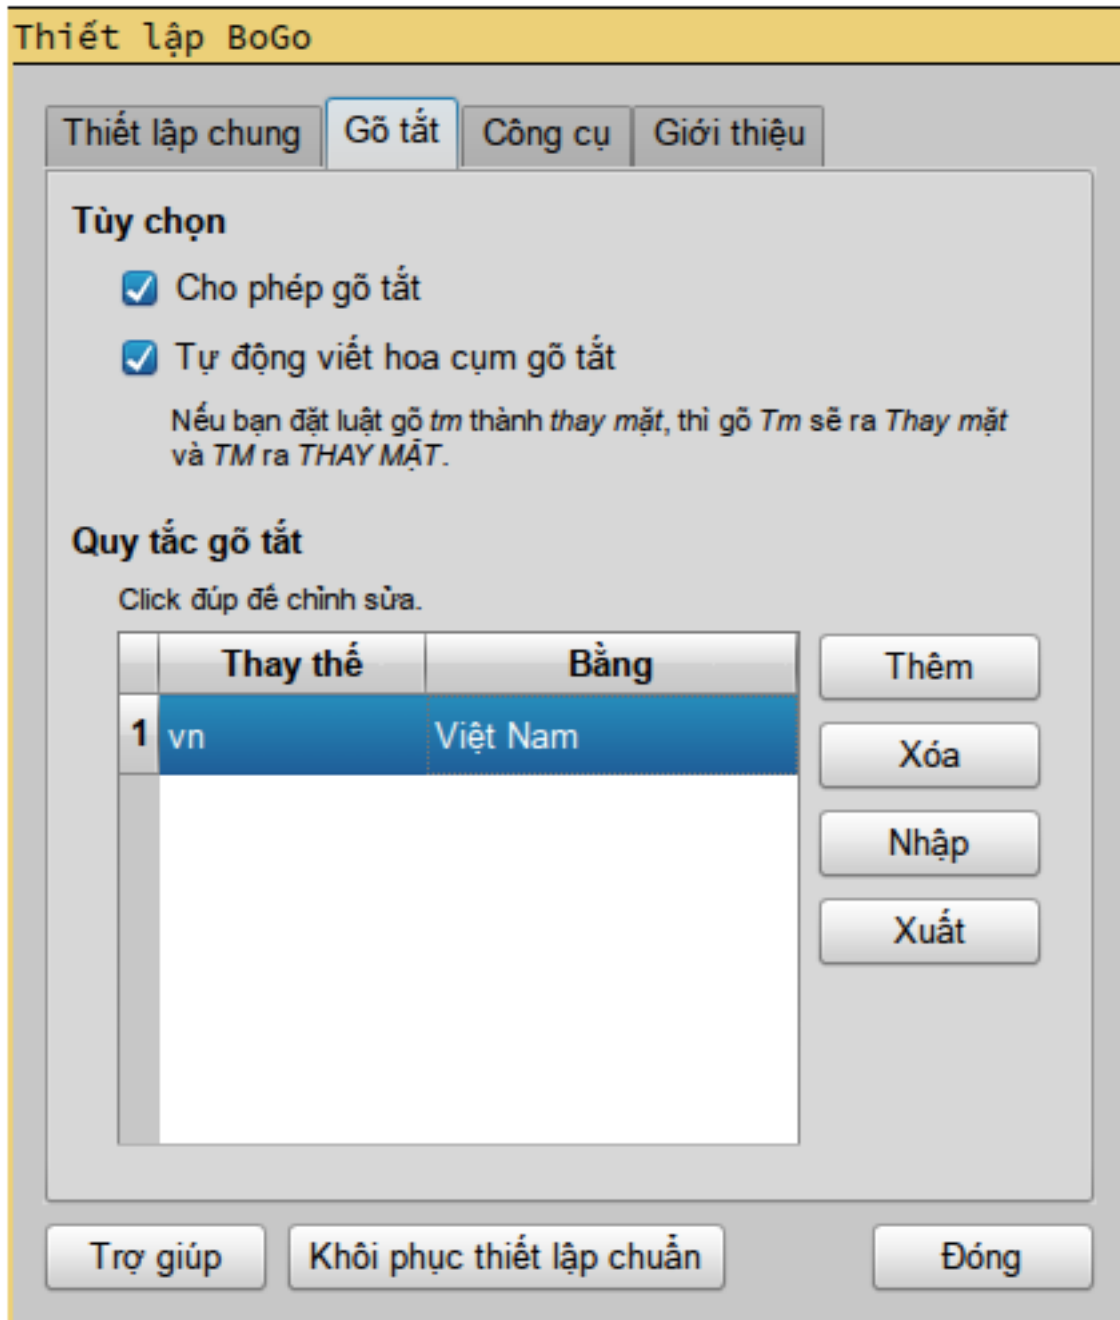 Thiết lập BoGo
Thiết lập chung Gõ tắt Công cụ Giới thiệu
Tùy chọn
Cho phép gõ tắt
Tự động viết hoa cụm gõ tắt
Nếu bạn đặt luật gõ tm thành thay mặt, thì gõ Tm sẽ ra Thay mặt
và TM ra THAY MẶT.
Quy tắc gõ tắt
Click đúp để chỉnh sửa.
Thay thế Bằng
1 vn Việt Nam
Thêm
Xóa
Nhập
Xuất
Trợ giúp Khôi phục thiết lập chuẩn Đóng